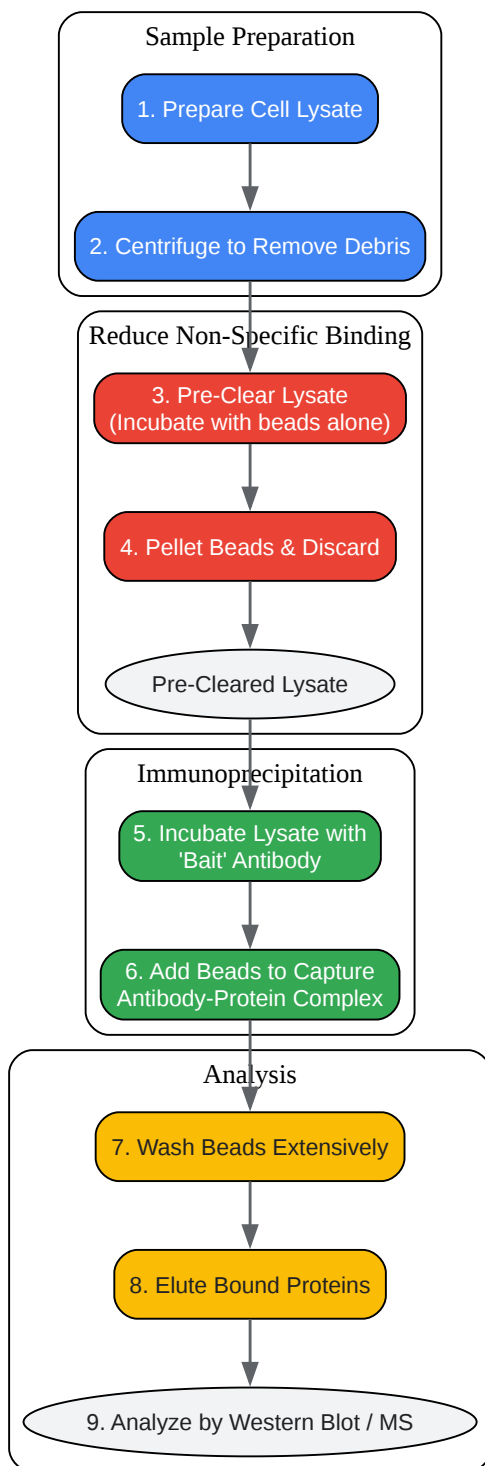 Sample Preparation
1. Prepare Cell Lysate
2. Centrifuge to Remove Debris
Reduce Non-Specific Binding
3. Pre-Clear Lysate
(Incubate with beads alone)
4. Pellet Beads & Discard
Pre-Cleared Lysate
Immunoprecipitation
5. Incubate Lysate with
'Bait' Antibody
6. Add Beads to Capture
Antibody-Protein Complex
Analysis
7. Wash Beads Extensively
8. Elute Bound Proteins
9. Analyze by Western Blot / MS